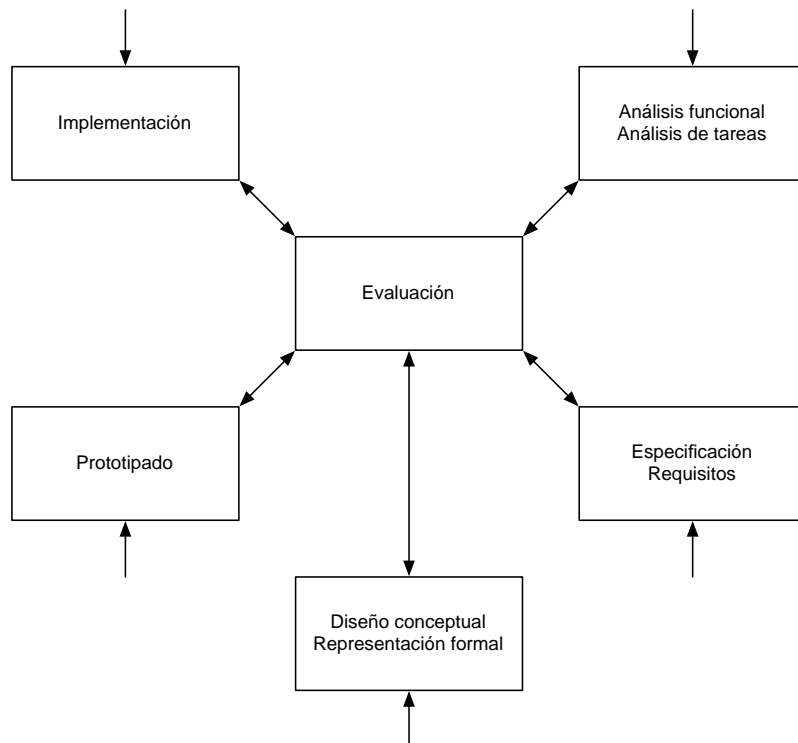 Implementación
Análisis funcional
Análisis de tareas
Evaluación
Prototipado
Especificación
Requisitos
Diseño conceptual
Representación formal